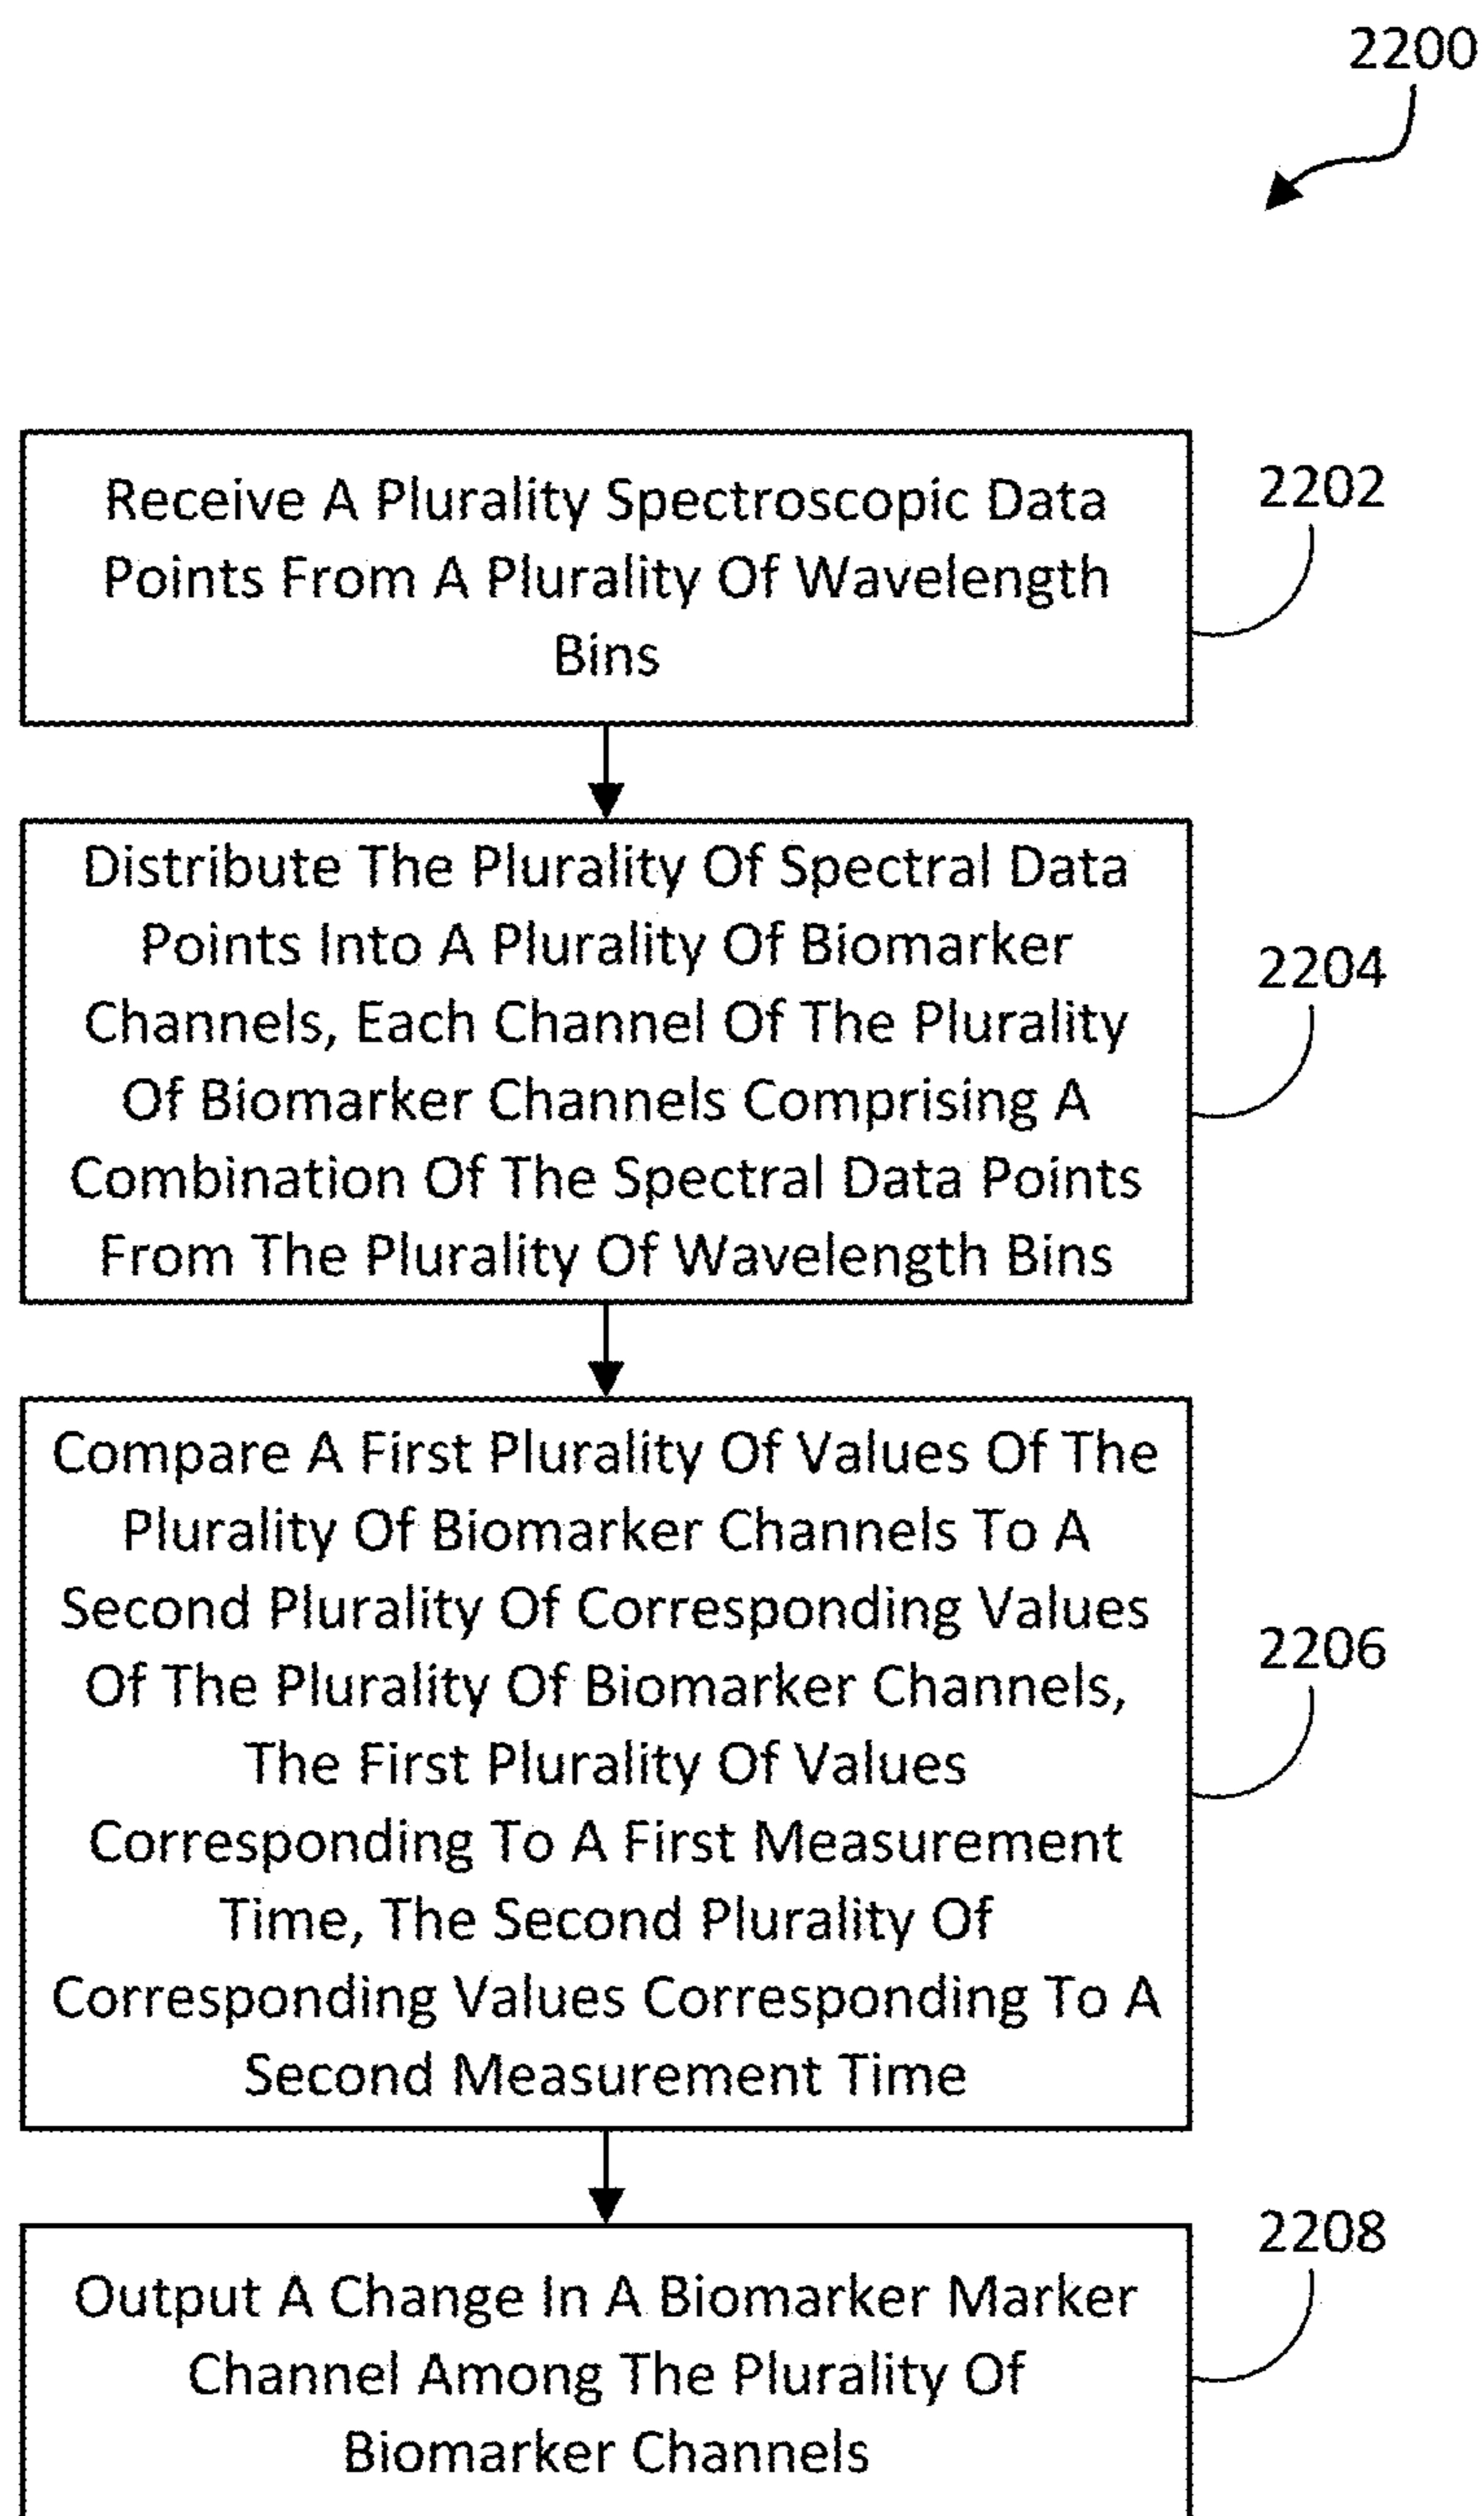 2200
Receive A Plurality Spectroscopic Data
Points From A Plurality Of Wavelength
Bins
2202
Distribute The Plurality Of Spectral Data
Points Into A Plurality Of Biomarker
Channels, Each Channel Of The Plurality
Of Biomarker Channels Comprising A
Combination Of The Spectral Data Points
From The Plurality Of Wavelength Bins
2204
Compare A First Plurality Of Values Of The
Plurality Of Biomarker Channels To A
Second Plurality Of Corresponding Values
Of The Plurality Of Biomarker Channels,
The First Plurality Of Values
Corresponding To A First Measurement
Time, The Second Plurality Of
Corresponding Values Corresponding To A
Second Measurement Time
2206
Output A Change In A Biomarker Marker
Channel Among The Plurality Of
Biomarker Channels
2208